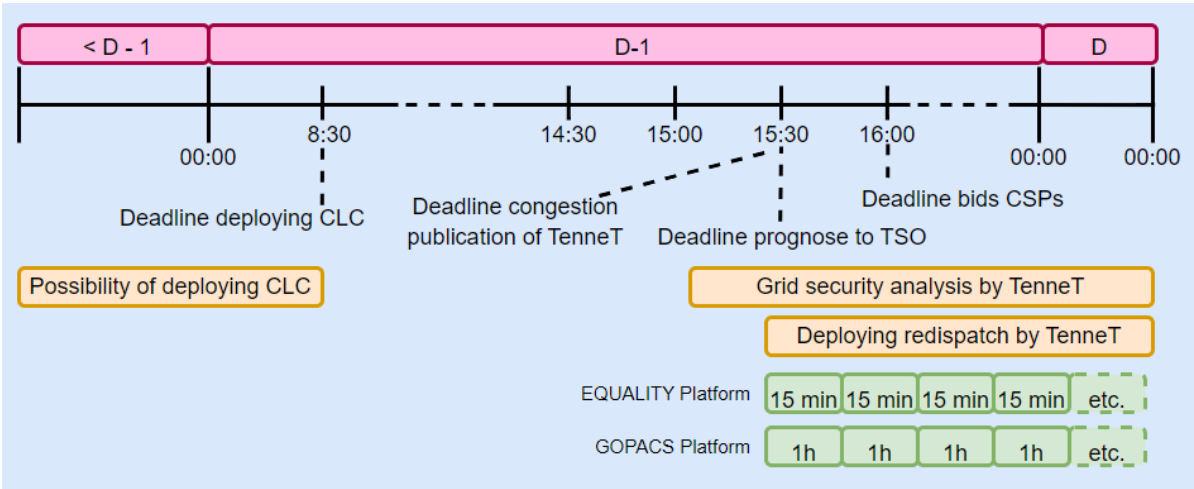 < D - 1
D-1
D
00:00
8:30
14:30
15:00
15:30
16:00
00:00
00:00
Deadline deploying CLC
Deadline congestion
publication of TenneT
Deadline prognose to TSO
Deadline bids CSPs
Possibility of deploying CLC
Grid security analysis by TenneT
Deploying redispatch by TenneT
EQUALITY Platform
15 min
15 min
15 min
15 min
etc.
GOPACS Platform
1h
1h
1h
1h
etc.